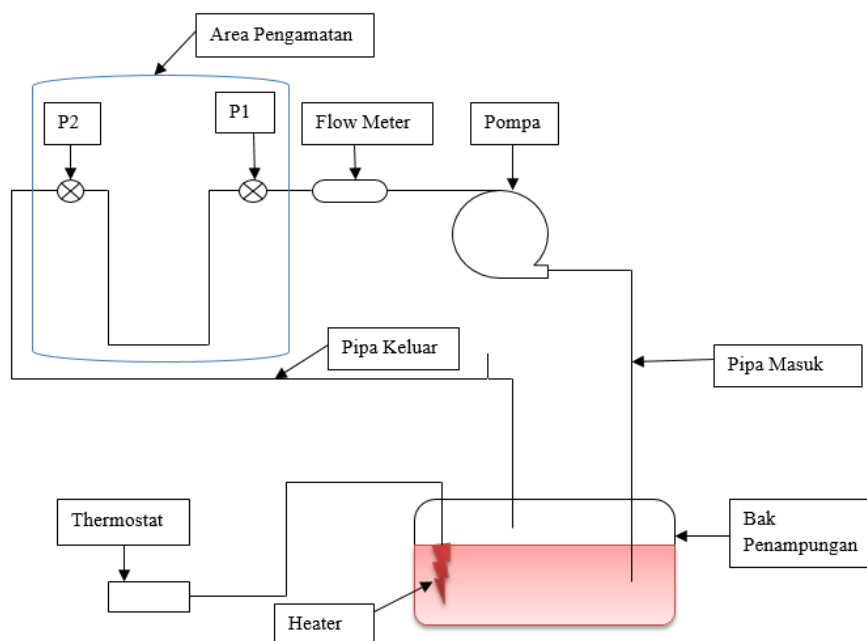 Area Pengamatan
P2
P1
Flow Meter
Pompa
Pipa Keluar
Pipa Masuk
Thermostat
Bak
Penampungan
Heater